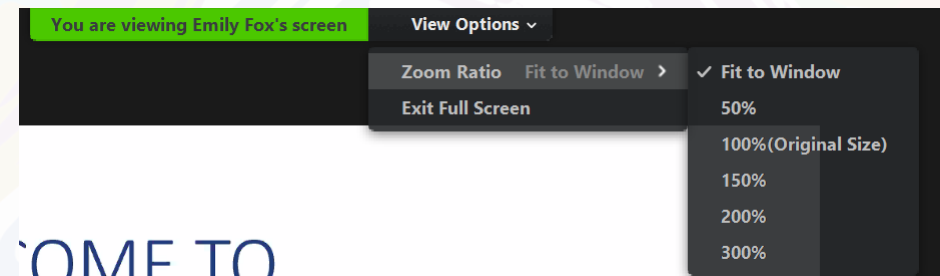 You are viewing Emily Fox's screen View Options
Zoom Ratio Fit to Window
Exit Full Screen
Fit to Window
50%
100%(Original Size)
150%
200%
300%
COME TO